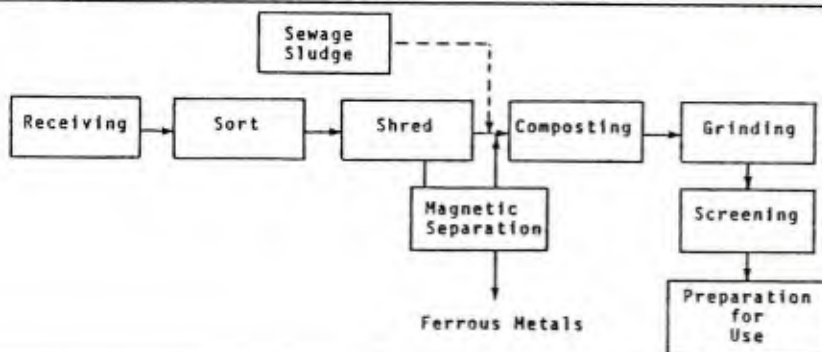 Sewage
Sludge
Receiving
Sort
Shred
Composting
Grinding
Magnetic
Separation
Screening
Ferrous Metals
Preparation
for
Use